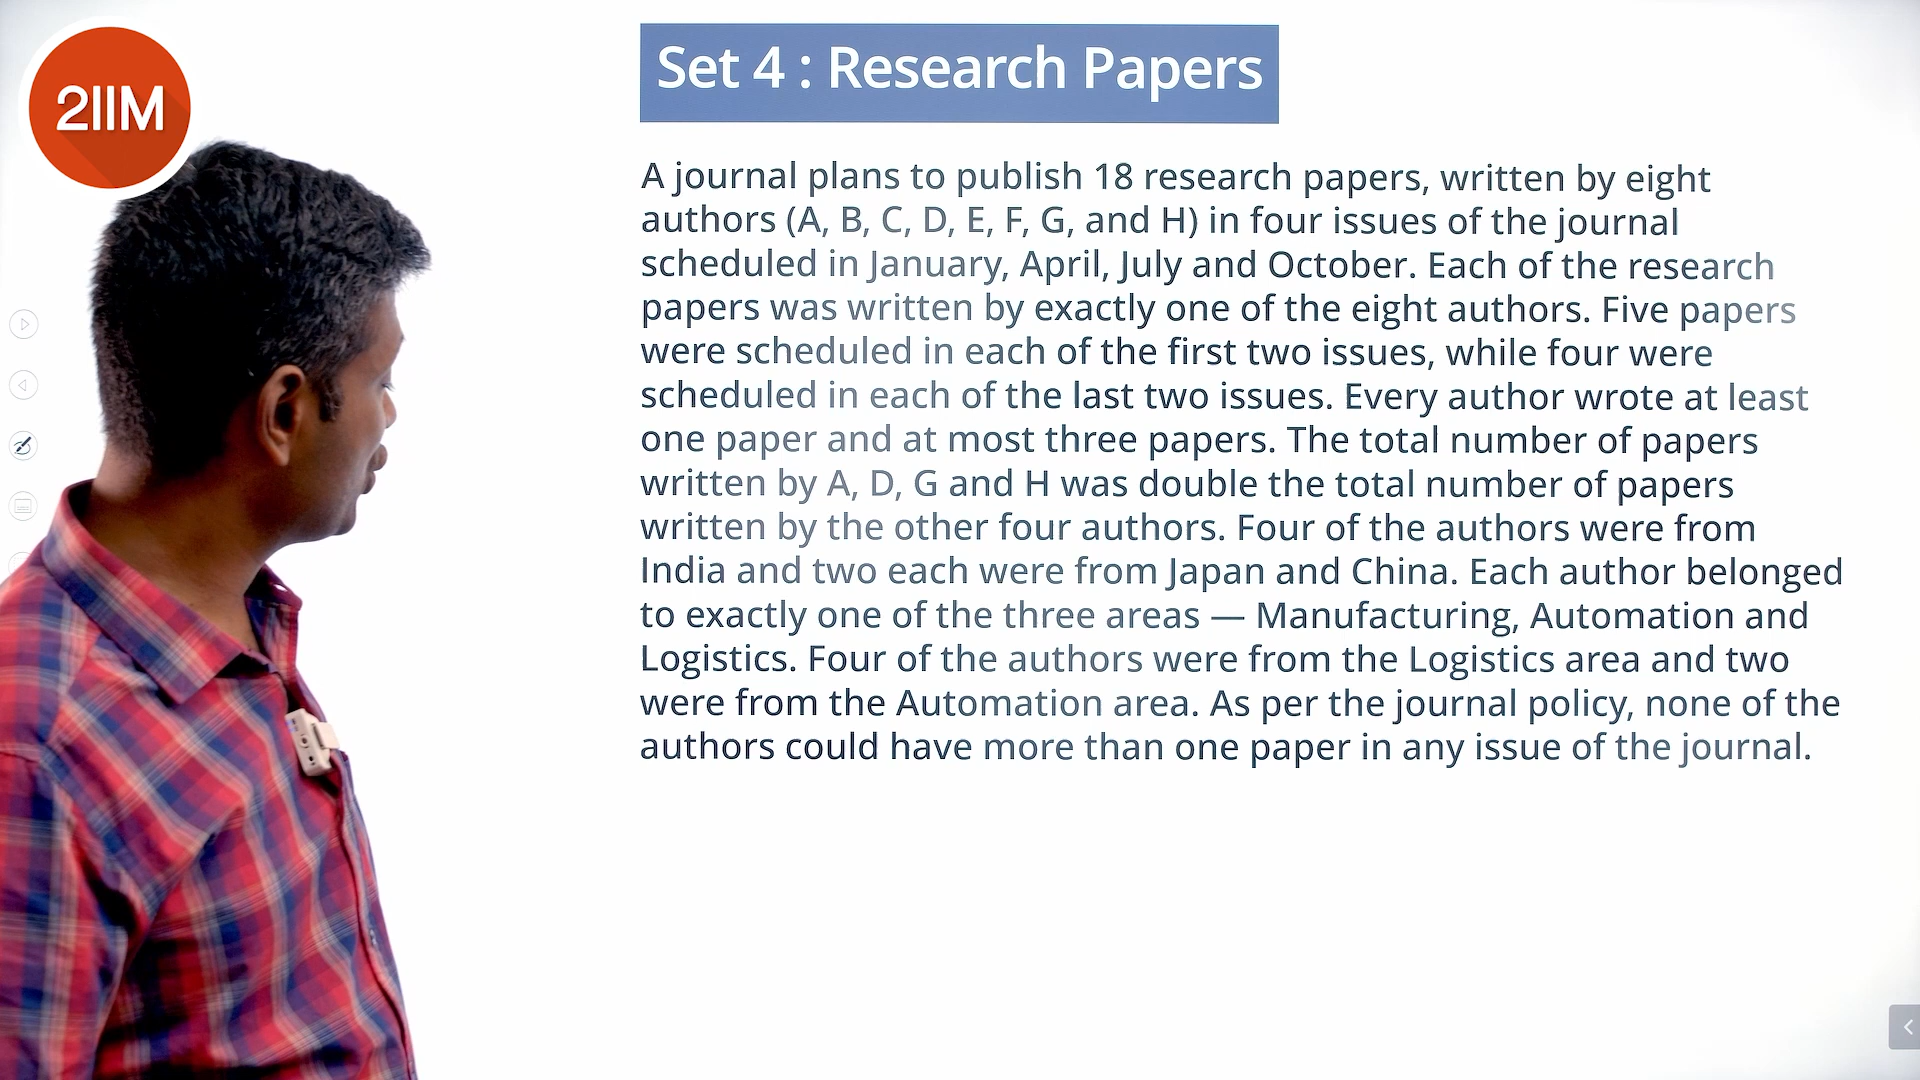 2IIM
Set 4 : Research Papers
A journal plans to publish 18 research papers, written by eight
authors (A, B, C, D, E, F, G, and H) in four issues of the journal
scheduled in January, April, July and October. Each of the research
papers was written by exactly one of the eight authors. Five papers
were scheduled in each of the first two issues, while four were
scheduled in each of the last two issues. Every author wrote at least
one paper and at most three papers. The total number of papers
written by A, D, G and H was double the total number of papers
written by the other four authors. Four of the authors were from
India and two each were from Japan and China. Each author belonged
to exactly one of the three areas — Manufacturing, Automation and
Logistics. Four of the authors were from the Logistics area and two
were from the Automation area. As per the journal policy, none of the
authors could have more than one paper in any issue of the journal.